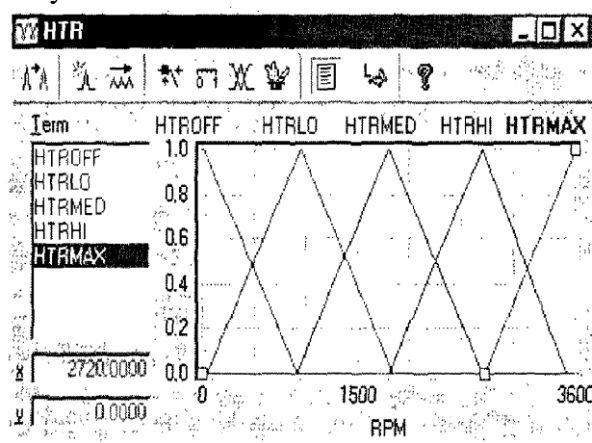 HTR
Term
HTROFF HTRLO HTRMED HTRHI HTRMAX
HTROFF
HTRLO
HTRMED
HTRHI
HTRMAX
1.0
0.8
0.6
0.4
0.2
0.0
x 2720.0000
y 0.0000
0 1500 3600
RPM